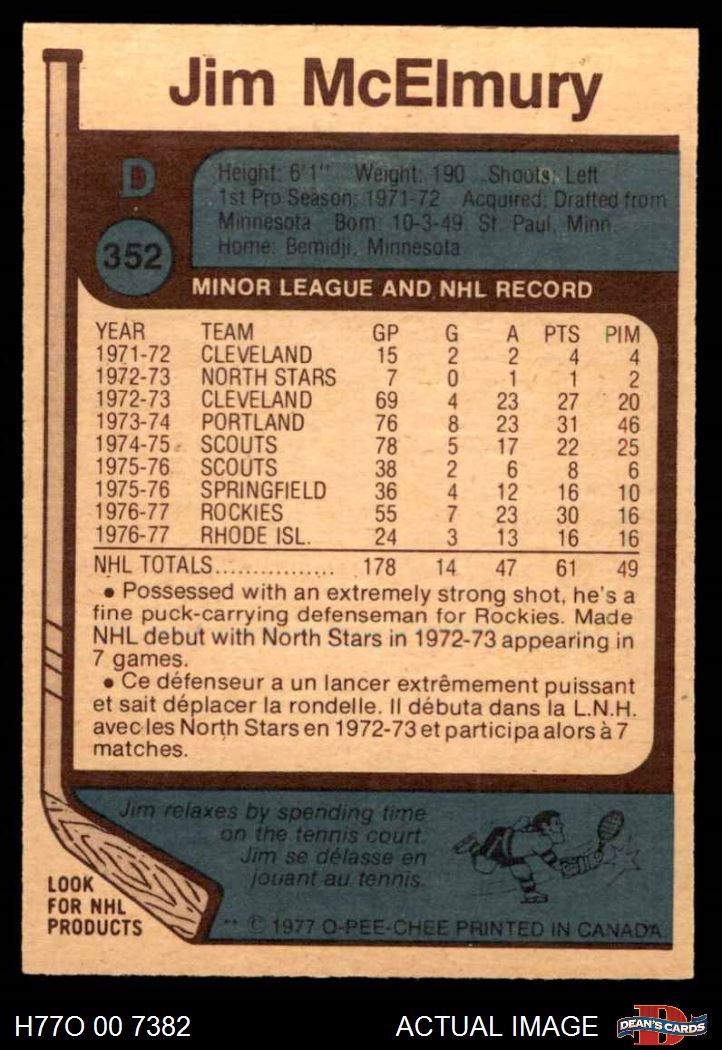 Jim McElmury
D
352
Height: 6'1" Weight: 190 Shoots: Left
1st Pro Season: 1971-72 Acquired: Drafted from
Minnesota Born: 10-3-49 St. Paul, Minn.
Home: Bemidji, Minnesota
MINOR LEAGUE AND NHL RECORD
YEAR TEAM GP G A PTS PIM
1971-72 CLEVELAND 15 2 2 4 4
1972-73 NORTH STARS 7 0 1 1 2
1972-73 CLEVELAND 69 4 23 27 20
1973-74 PORTLAND 76 8 23 31 46
1974-75 SCOUTS 78 5 17 22 25
1975-76 SCOUTS 38 2 6 8 6
1975-76 SPRINGFIELD 36 4 12 16 10
1976-77 ROCKIES 55 7 23 30 16
1976-77 RHODE ISL. 24 3 13 16 16
NHL TOTALS................ 178 14 47 61 49
• Possessed with an extremely strong shot, he's a
fine puck-carrying defenseman for Rockies. Made
NHL debut with North Stars in 1972-73 appearing in
7 games.
• Ce défenseur a un lancer extrêmement puissant
et sait déplacer la rondelle. Il débuta dans la L.N.H.
avec les North Stars en 1972-73 et participa alors à 7
matches.
Jim relaxes by spending time
on the tennis court.
Jim se délasse en
jouant au tennis.
LOOK
FOR NHL
PRODUCTS
** © 1977 O-PEE-CHEE PRINTED IN CANADA
H77O 00 7382
ACTUAL IMAGE
D
DEAN'S CARDS